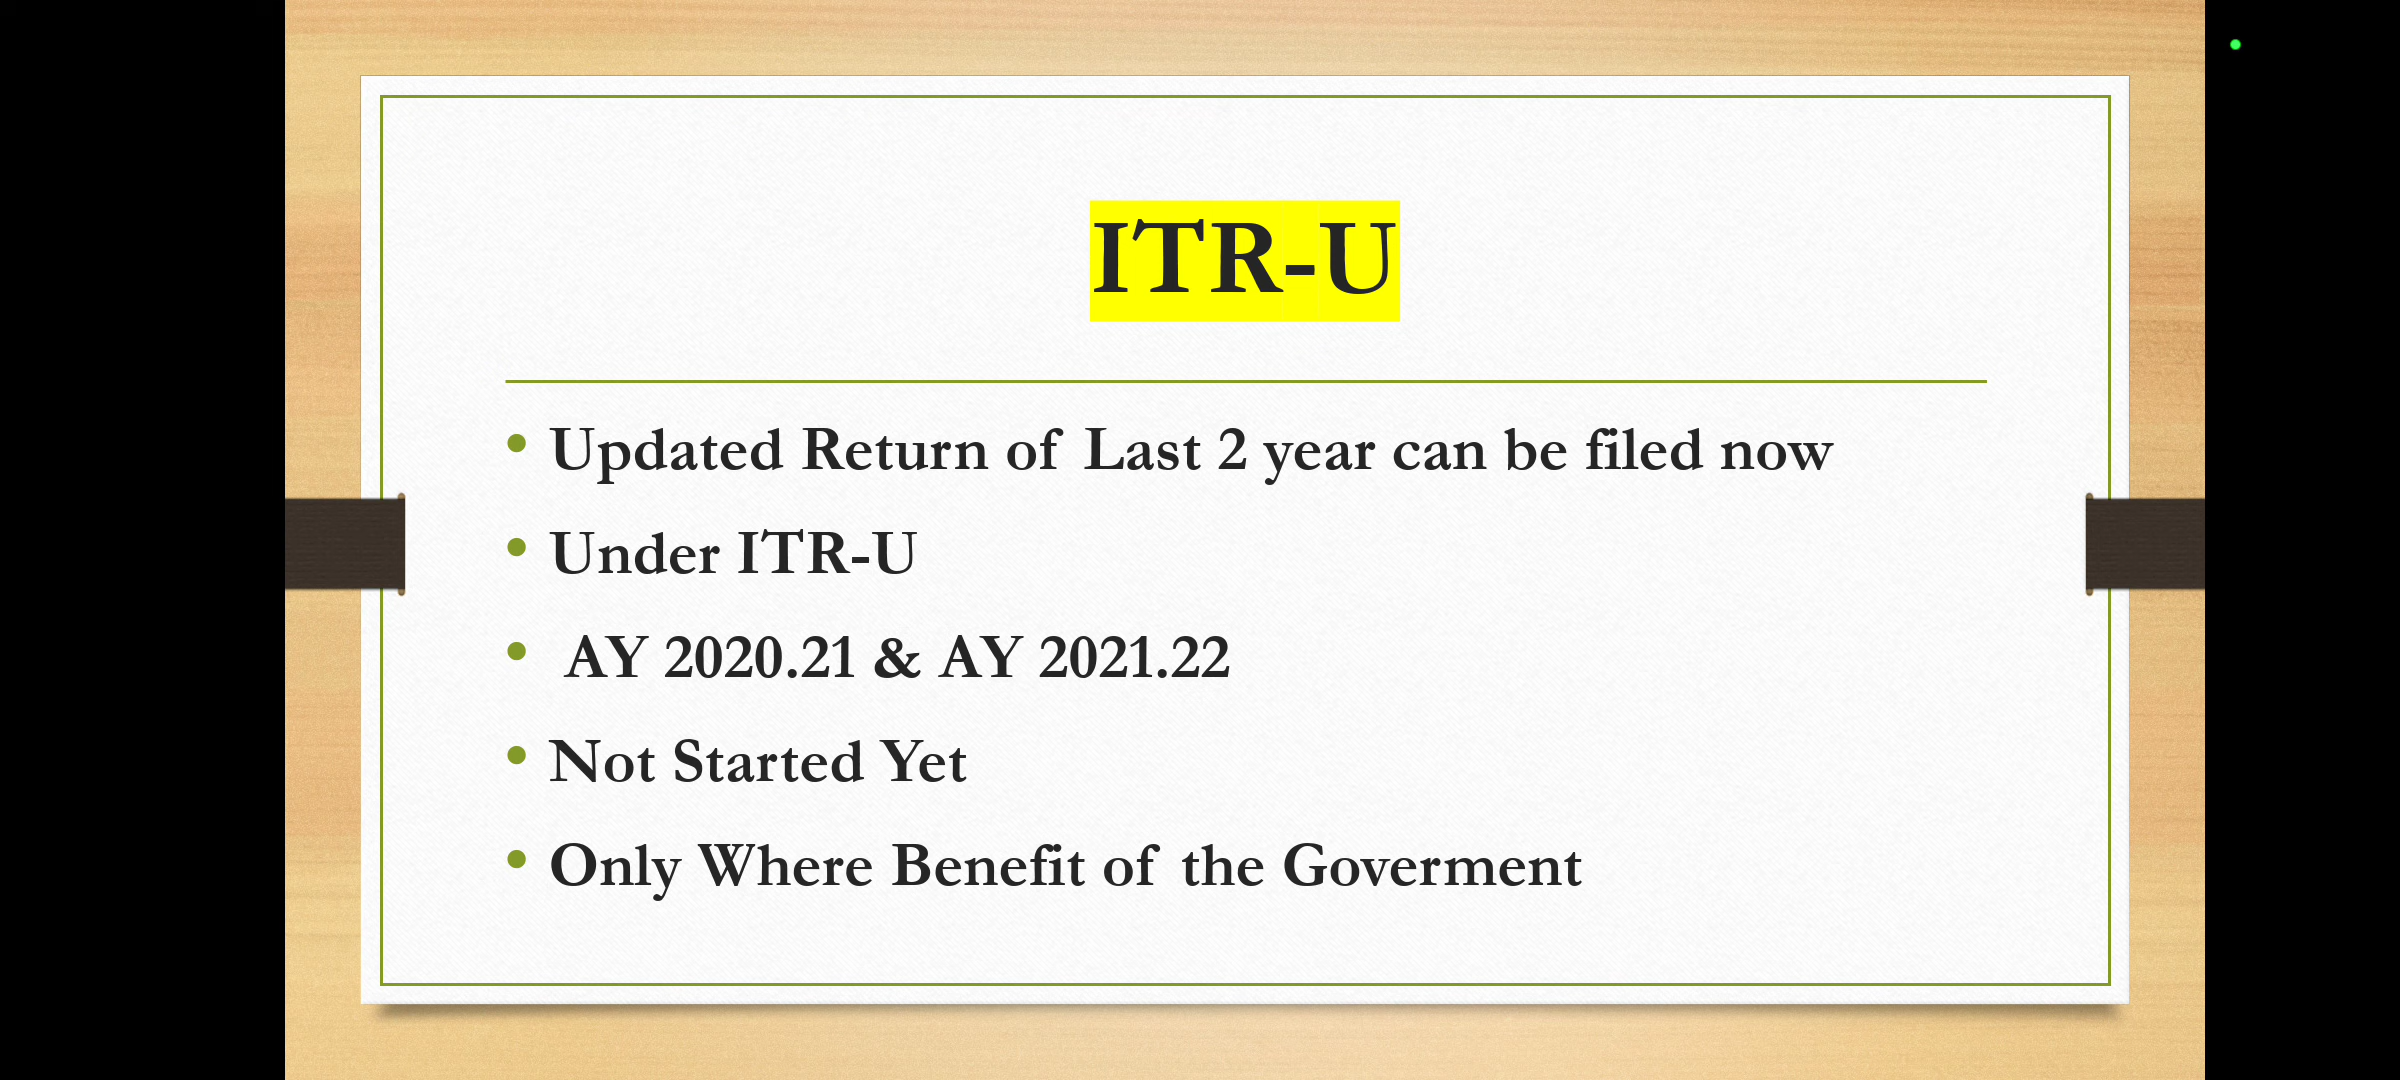 ITR-U
• Updated Return of Last 2 year can be filed now
• Under ITR-U
• AY 2020.21 & AY 2021.22
• Not Started Yet
• Only Where Benefit of the Goverment